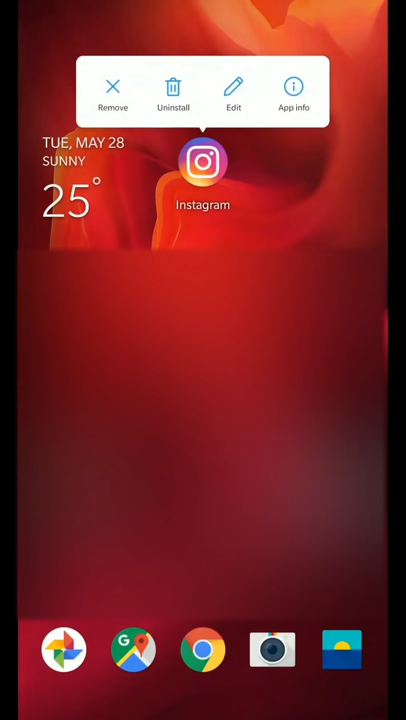 Remove Uninstall Edit App info
TUE, MAY 28
SUNNY
25°
Instagram
G